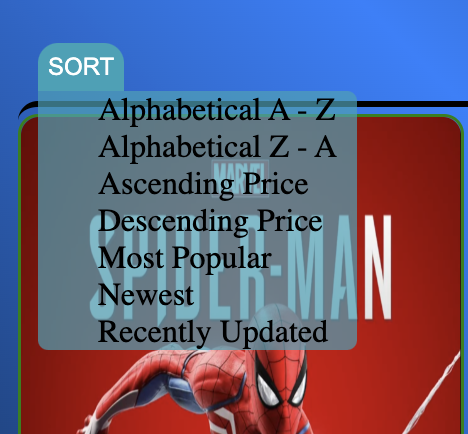 SORT
Alphabetical A - Z
Alphabetical Z - A
Ascending Price
MARVEL
Descending Price
SPIDER-MAN
Most Popular
Newest
Recently Updated